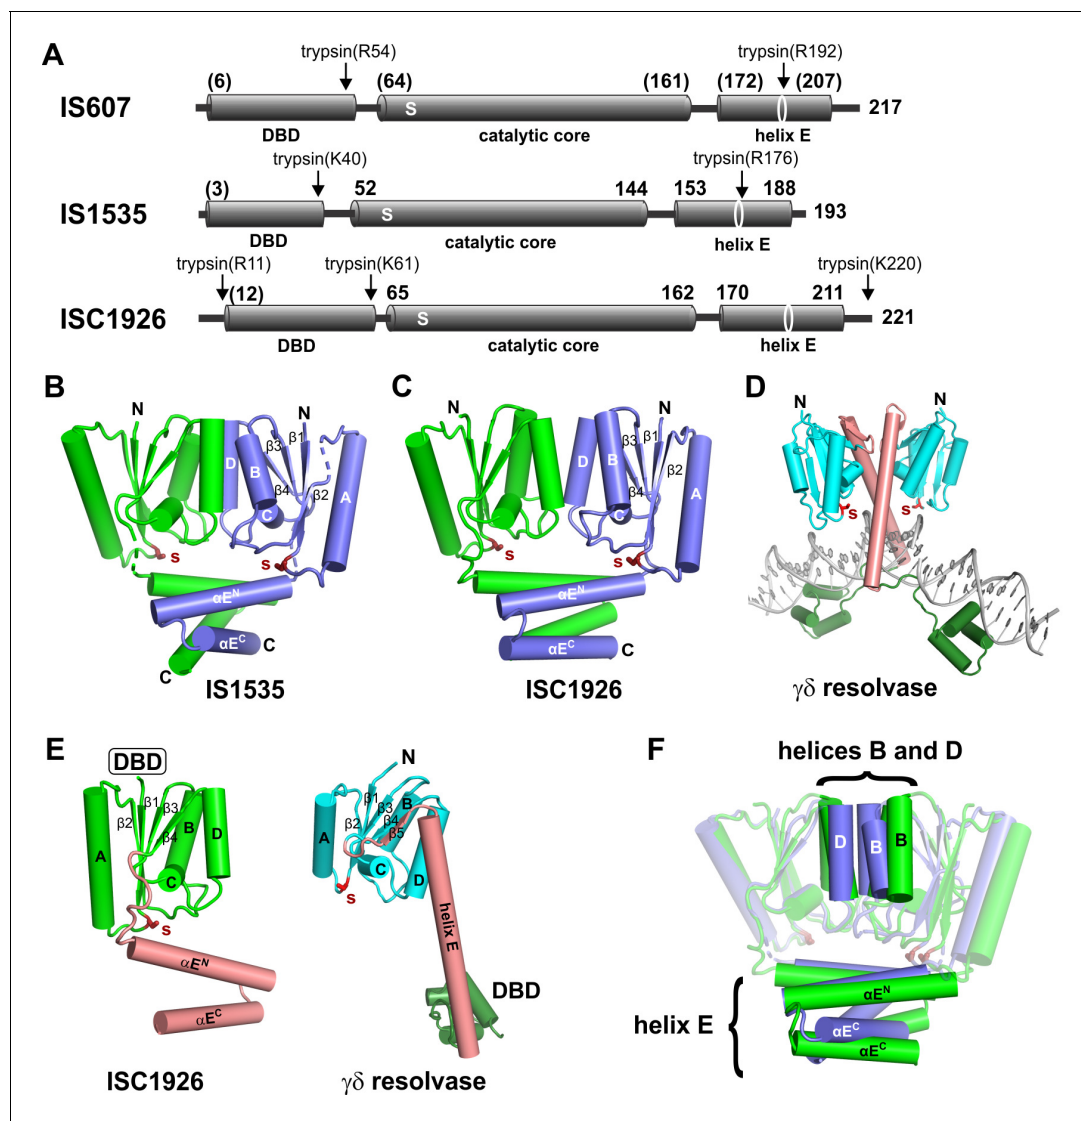 A
trypsin(R54)
trypsin(R192)
(6)
(64)
(161)
(172)
(207)
IS607
S
217
DBD
catalytic core
helix E
trypsin(K40)
trypsin(R176)
(3)
52
144
153
188
IS1535
S
193
DBD
catalytic core
helix E
trypsin(R11)
trypsin(K61)
trypsin(K220)
(12)
65
162
170
211
ISC1926
S
221
DBD
catalytic core
helix E
B
N
N
β1
β3
D
B
β2
A
β4
C
S
S
αEN
αEC
C
C
IS1535
C
N
N
β1
β3
D
B
β2
A
β4
C
S
S
αEN
αEC
C
ISC1926
D
N
N
S
S
γδ resolvase
E
DBD
β1
β2
β3
β4
B
D
A
C
S
αEN
αEC
ISC1926
N
β1
β2
β3
B
β4
β5
A
C
D
S
helix E
DBD
γδ resolvase
F
helices B and D
D
B
B
αEN
αEC
αEC
helix E